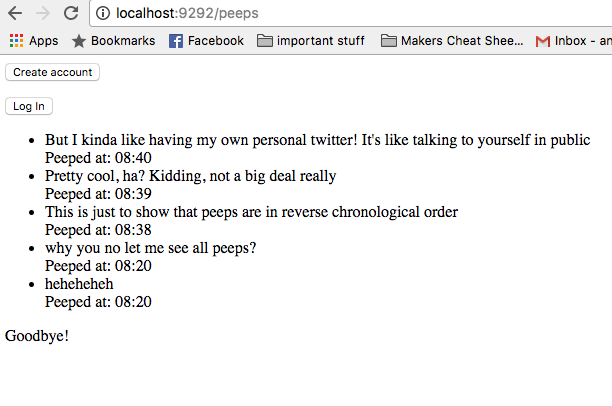 localhost:9292/peeps
Apps Bookmarks Facebook important stuff Makers Cheat Shee... Inbox - an
Create account
Log In
But I kinda like having my own personal twitter! It's like talking to yourself in public
Peeped at: 08:40
Pretty cool, ha? Kidding, not a big deal really
Peeped at: 08:39
This is just to show that peeps are in reverse chronological order
Peeped at: 08:38
why you no let me see all peeps?
Peeped at: 08:20
heheheheh
Peeped at: 08:20
Goodbye!